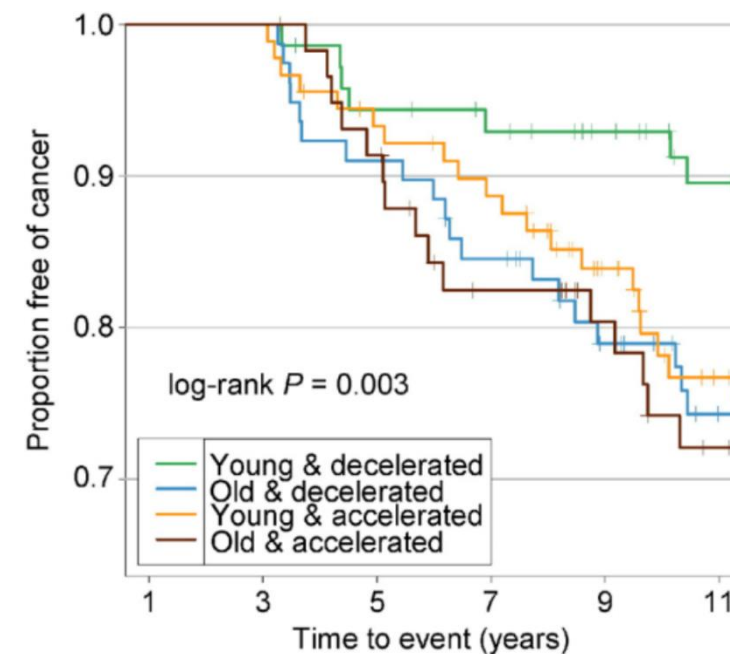 Proportion free of cancer
1.0
0.9
0.8
0.7
log-rank P = 0.003
Young & decelerated
Old & decelerated
Young & accelerated
Old & accelerated
1 3 5 7 9 11
Time to event (years)